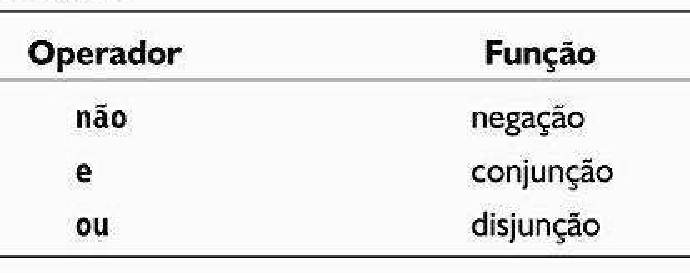 Operador Função
não negação
e conjunção
ou disjunção